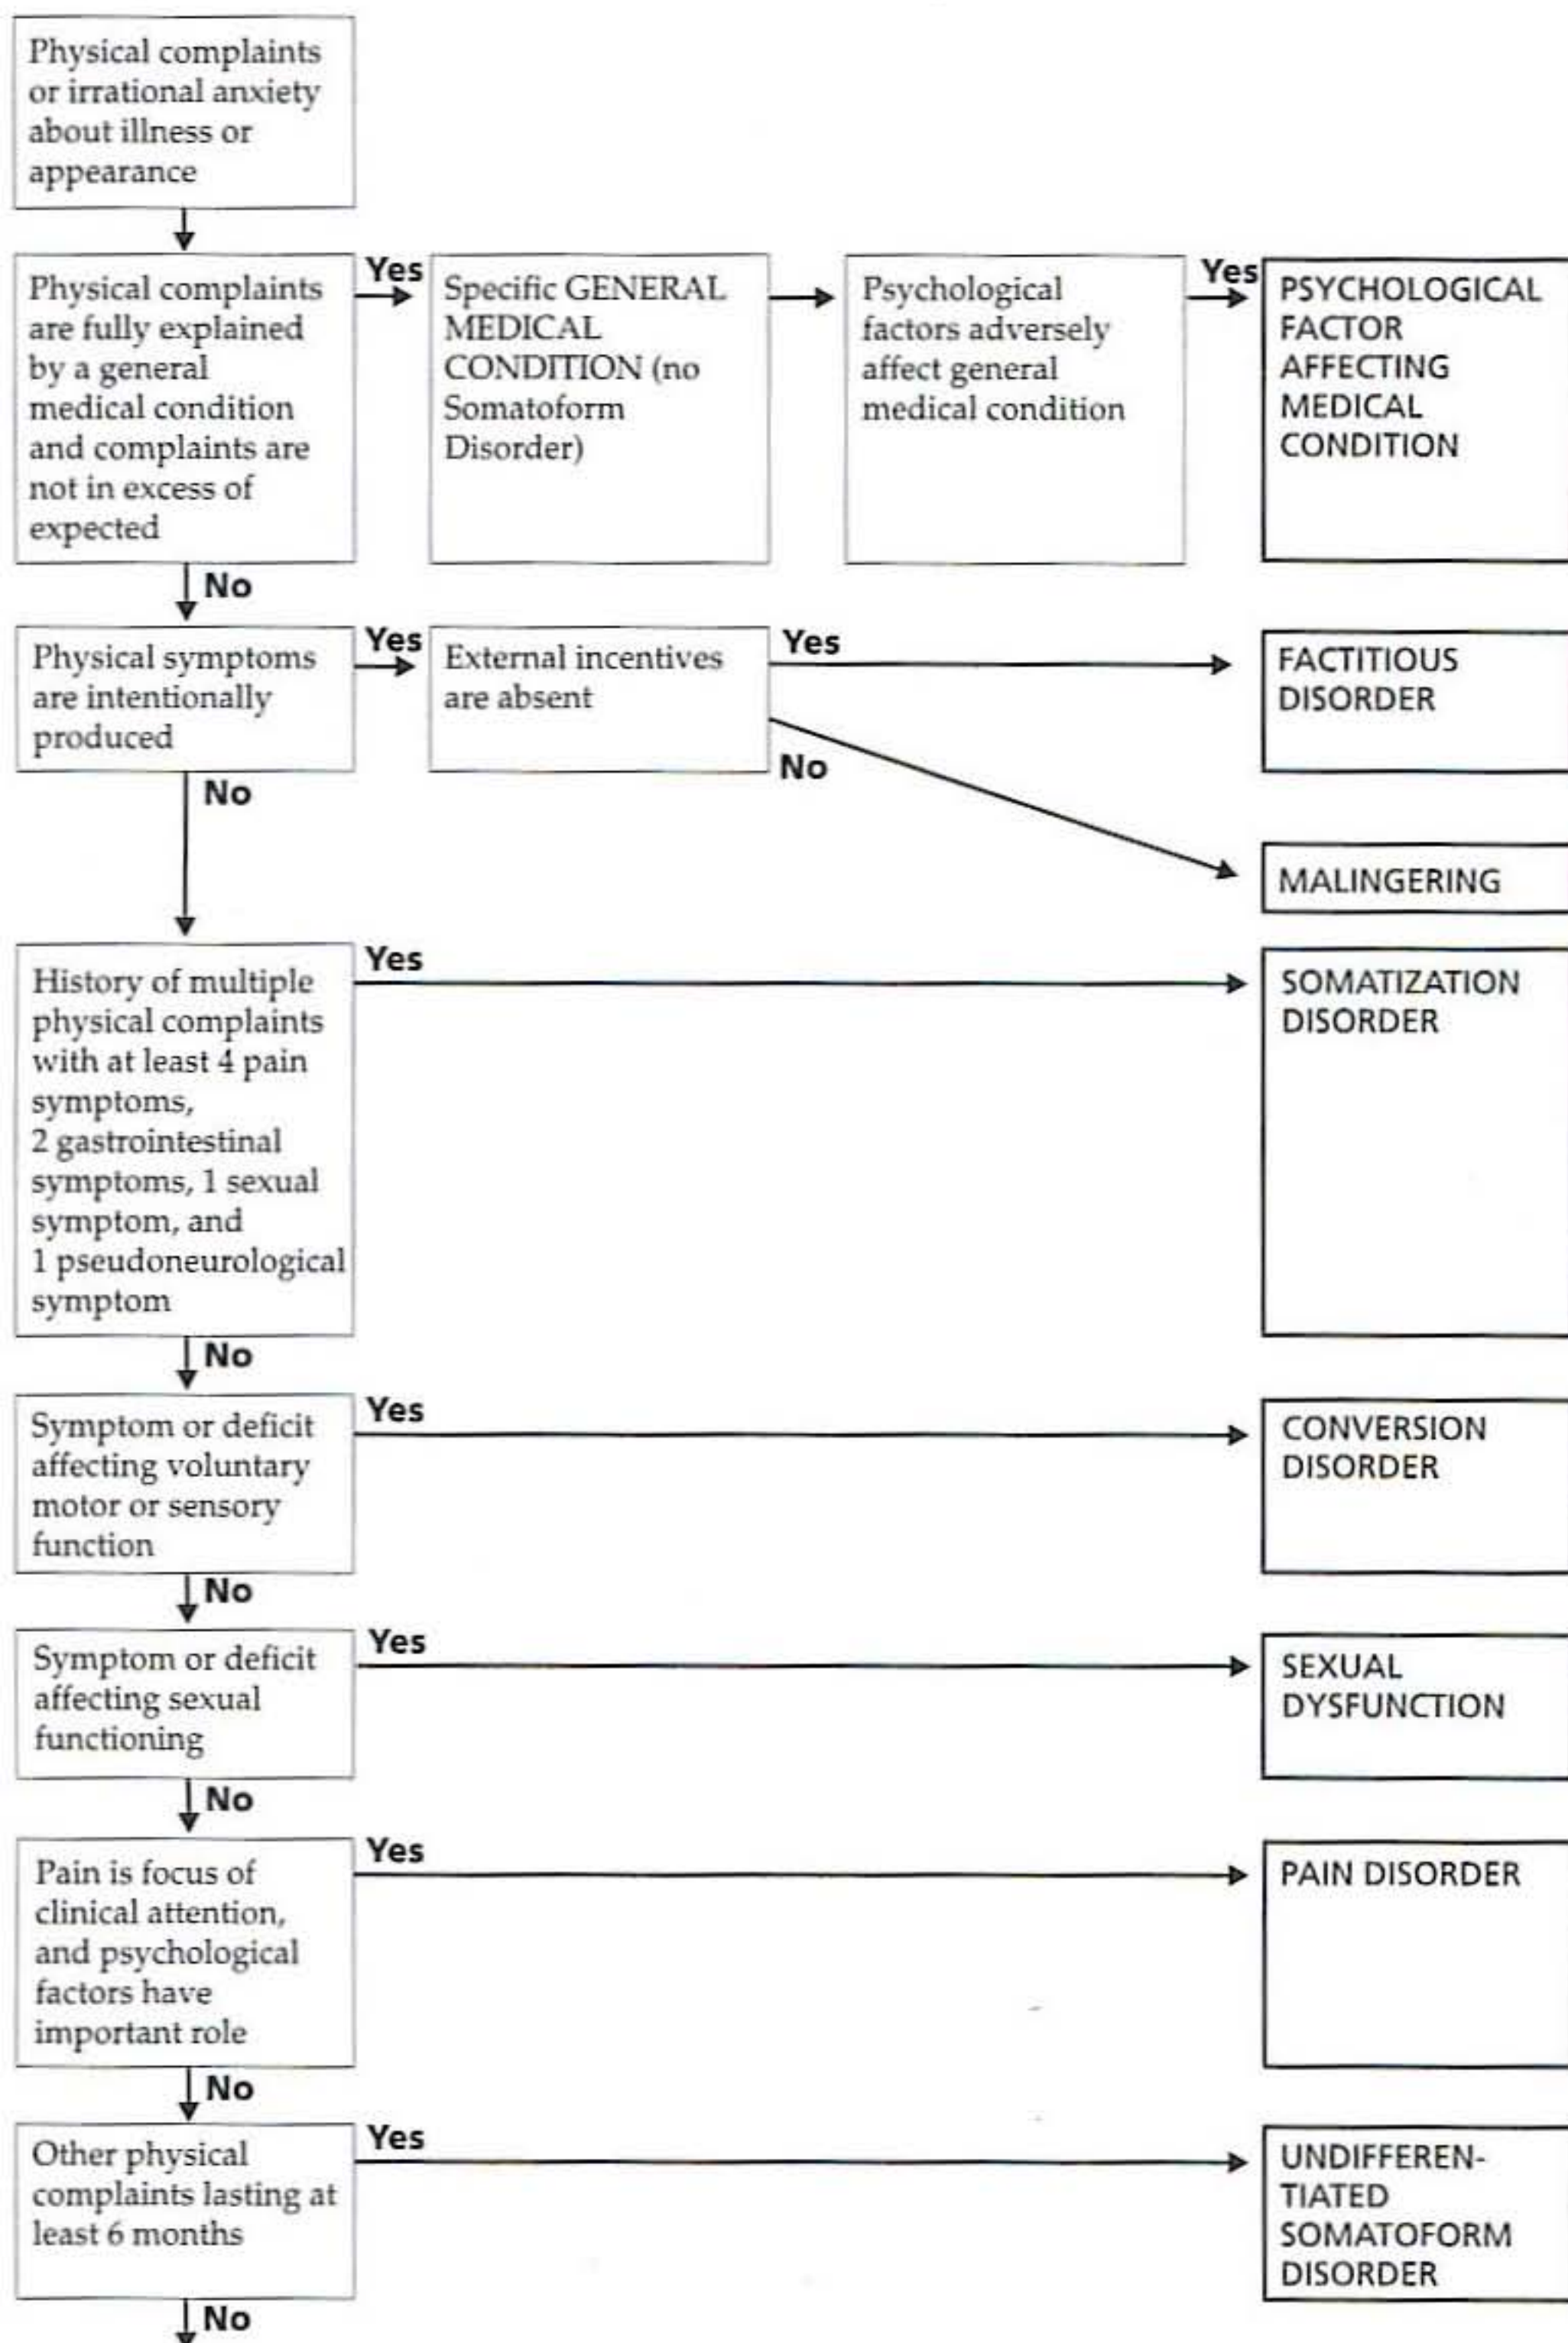 Physical complaints
or irrational anxiety
about illness or
appearance
Physical complaints
are fully explained
by a general
medical condition
and complaints are
not in excess of
expected
Yes
Specific GENERAL
MEDICAL
CONDITION (no
Somatoform
Disorder)
Psychological
factors adversely
affect general
medical condition
Yes
PSYCHOLOGICAL
FACTOR
AFFECTING
MEDICAL
CONDITION
No
Physical symptoms
are intentionally
produced
Yes
External incentives
are absent
Yes
FACTITIOUS
DISORDER
No
MALINGERING
No
History of multiple
physical complaints
with at least 4 pain
symptoms,
2 gastrointestinal
symptoms, 1 sexual
symptom, and
1 pseudoneurological
symptom
Yes
SOMATIZATION
DISORDER
No
Symptom or deficit
affecting voluntary
motor or sensory
function
Yes
CONVERSION
DISORDER
No
Symptom or deficit
affecting sexual
functioning
Yes
SEXUAL
DYSFUNCTION
No
Pain is focus of
clinical attention,
and psychological
factors have
important role
Yes
PAIN DISORDER
No
Other physical
complaints lasting at
least 6 months
Yes
UNDIFFEREN-
TIATED
SOMATOFORM
DISORDER
No